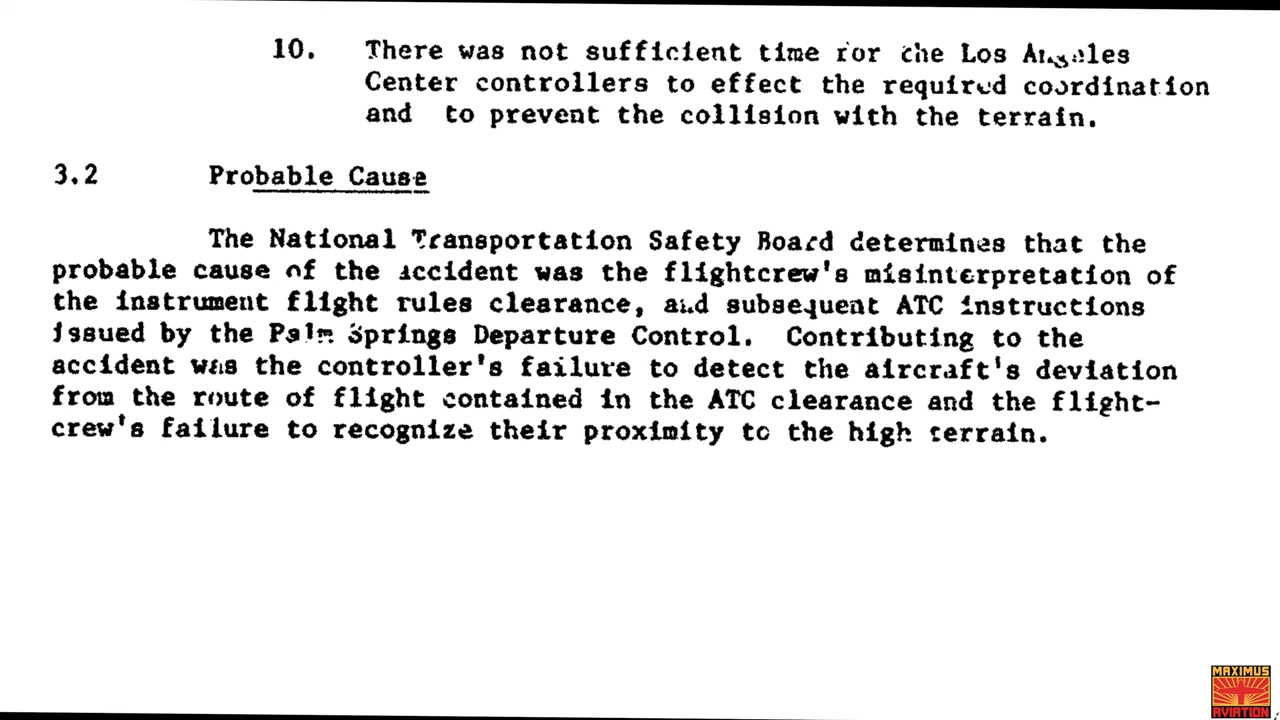 10. There was not sufficient time for the Los Angeles
Center controllers to effect the required coordination
and to prevent the collision with the terrain.
3.2 Probable Cause
The National Transportation Safety Board determines that the
probable cause of the accident was the flightcrew's misinterpretation of
the instrument flight rules clearance, and subsequent ATC instructions
issued by the Palm Springs Departure Control. Contributing to the
accident was the controller's failure to detect the aircraft's deviation
from the route of flight contained in the ATC clearance and the flight-
crew's failure to recognize their proximity to the high terrain.
MAXIMUS
AVIATION